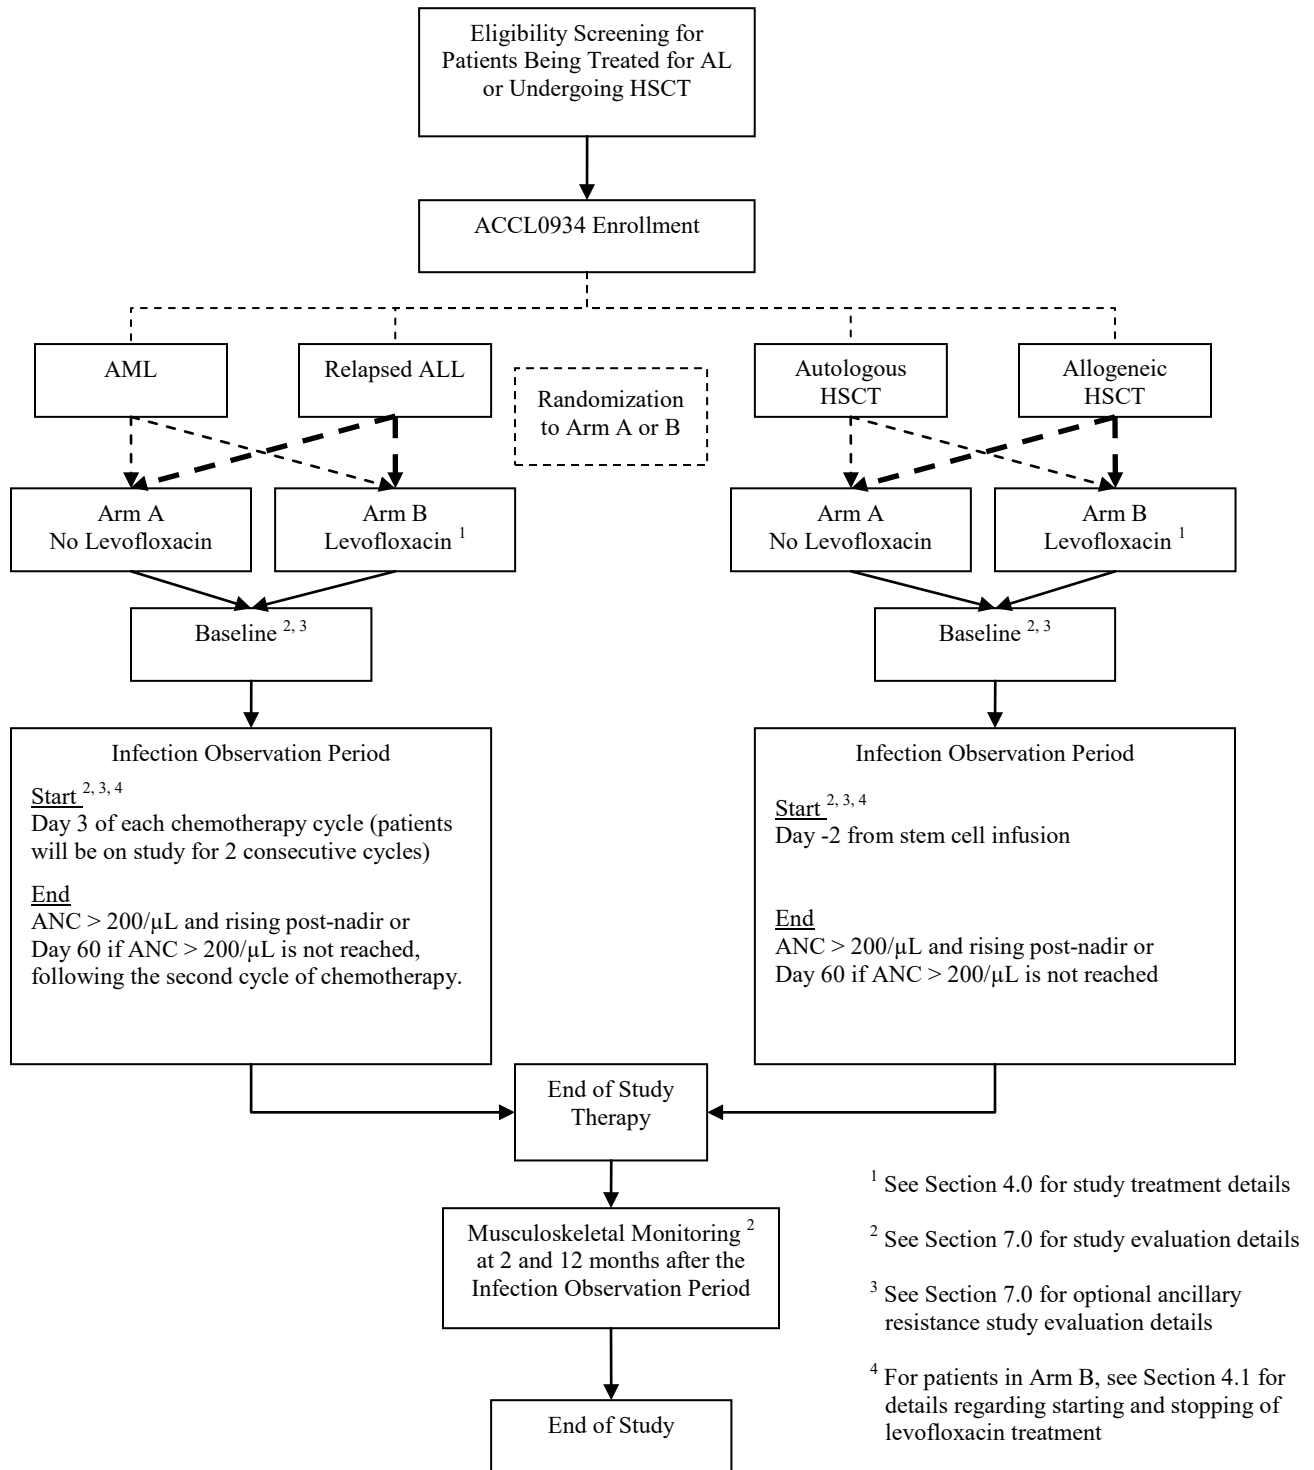 Eligibility Screening for
Patients Being Treated for AL
or Undergoing HSCT
ACCL0934 Enrollment
AML
Relapsed ALL
Randomization
to Arm A or B
Autologous
HSCT
Allogeneic
HSCT
Arm A
No Levofloxacin
Arm B
Levofloxacin 1
Arm A
No Levofloxacin
Arm B
Levofloxacin 1
Baseline 2, 3
Baseline 2, 3
Infection Observation Period
Start 2, 3, 4
Day 3 of each chemotherapy cycle (patients
will be on study for 2 consecutive cycles)
End
ANC > 200/µL and rising post-nadir or
Day 60 if ANC > 200/µL is not reached,
following the second cycle of chemotherapy.
Infection Observation Period
Start 2, 3, 4
Day -2 from stem cell infusion
End
ANC > 200/µL and rising post-nadir or
Day 60 if ANC > 200/µL is not reached
End of Study
Therapy
Musculoskeletal Monitoring 2
at 2 and 12 months after the
Infection Observation Period
End of Study
1 See Section 4.0 for study treatment details
2 See Section 7.0 for study evaluation details
3 See Section 7.0 for optional ancillary
resistance study evaluation details
4 For patients in Arm B, see Section 4.1 for
details regarding starting and stopping of
levofloxacin treatment